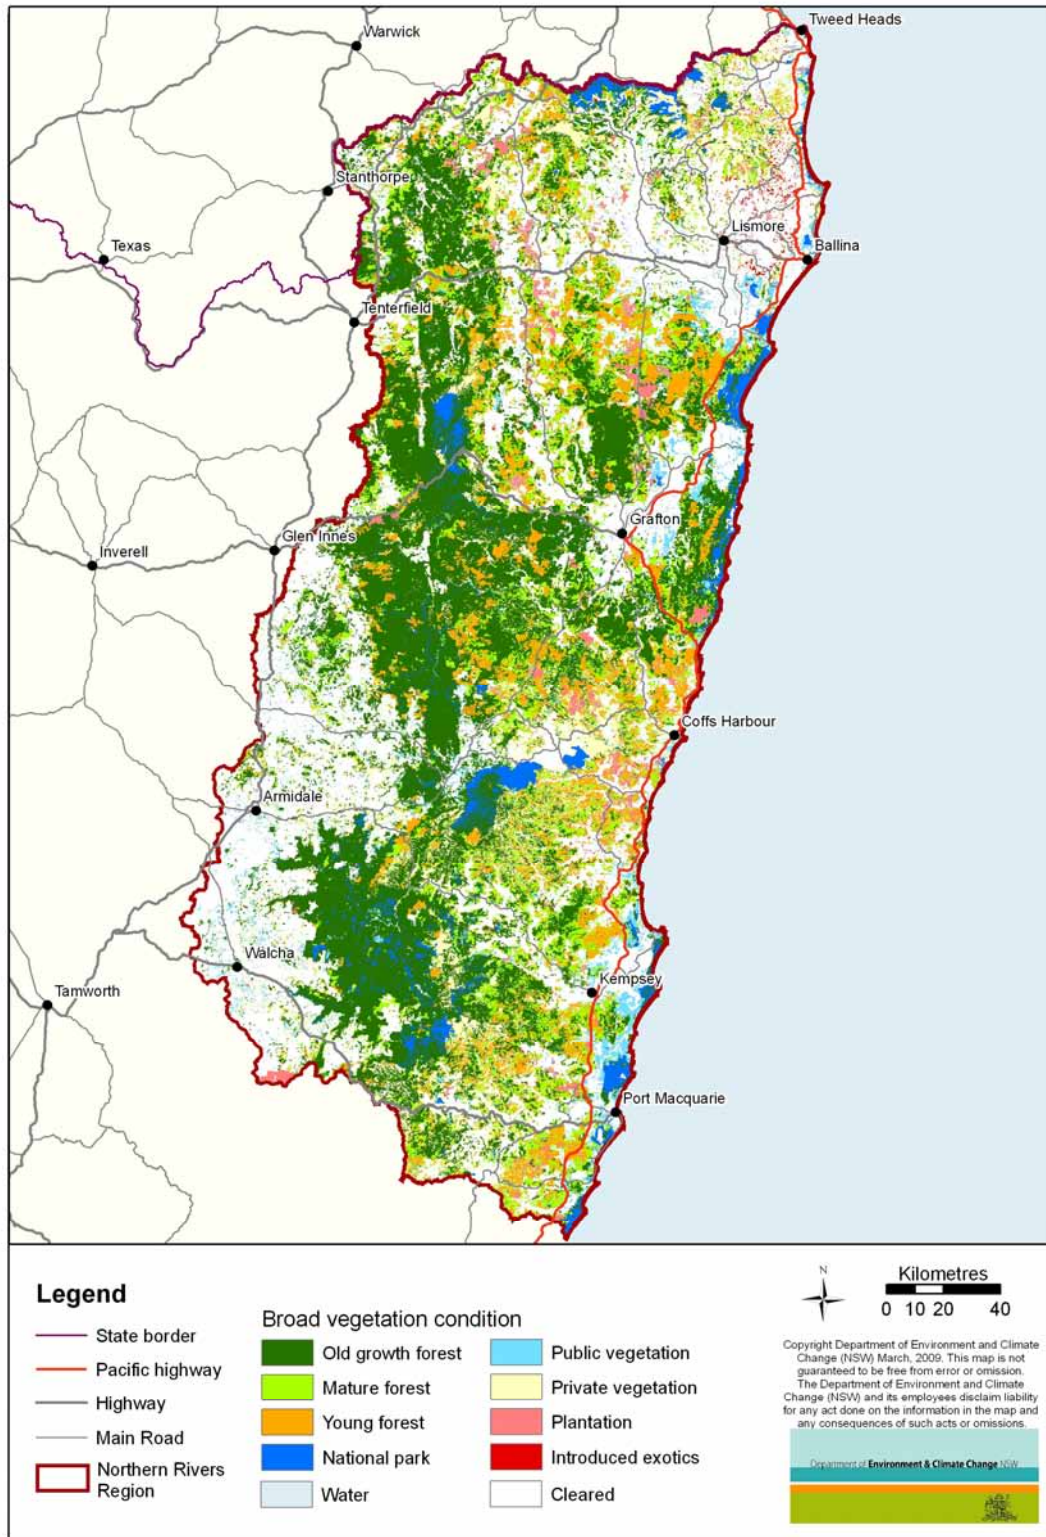 Tweed Heads
Warwick
Stanthorpe
Lismore
Texas
Ballina
Tenterfield
Grafton
Glen Innes
Inverell
Coffs Harbour
Armidale
Walcha
Kempsey
Tamworth
Port Macquarie
Legend
State border
Pacific highway
Highway
Main Road
Northern Rivers
Region
Broad vegetation condition
Old growth forest
Mature forest
Young forest
National park
Water
Public vegetation
Private vegetation
Plantation
Introduced exotics
Cleared
N
Kilometres
0 10 20 40
Copyright Department of Environment and Climate
Change (NSW) March, 2009. This map is not
guaranteed to be free from error or omission.
The Department of Environment and Climate
Change (NSW) and its employees disclaim liability
for any act done on the information in the map and
any consequences of such acts or omissions.
Department of Environment & Climate Change NSW